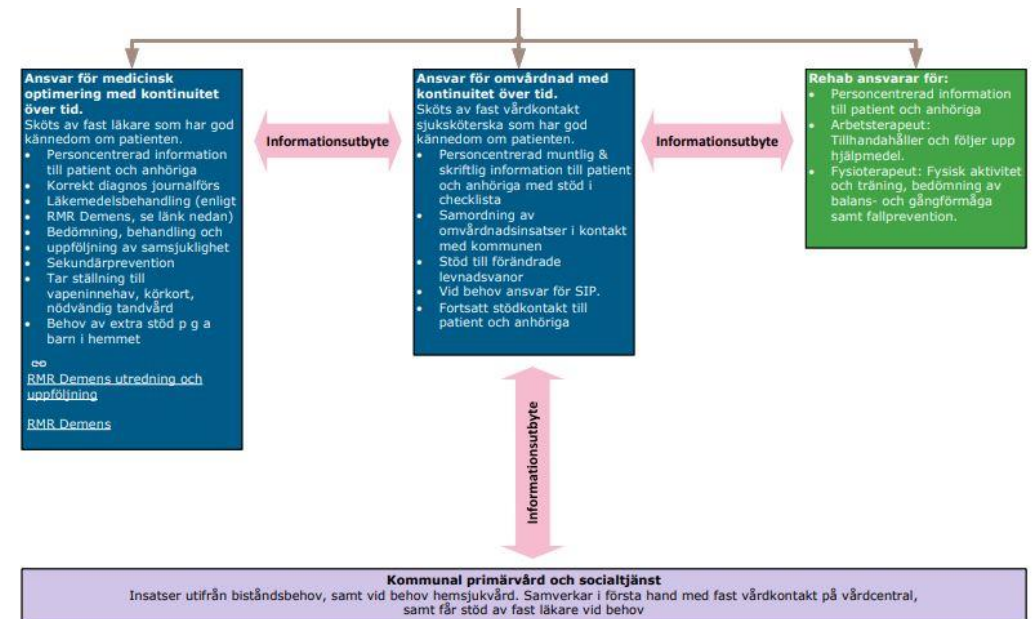 Ansvar för medicinsk
optimering med kontinuitet
över tid.
Sköts av fast läkare som har god
kännedom om patienten.
• Personcentrerad information
till patient och anhöriga
• Korrekt diagnos journalförs
• Läkemedelsbehandling (enligt
• RMR Demens, se länk nedan)
• Bedömning, behandling och
• uppföljning av samsjuklighet
• Sekundärprevention
• Tar ställning till
vapeninnehav, körkort,
nödvändig tandvård
• Behov av extra stöd p g a
barn i hemmet
RMR Demens utredning och
uppföljning
RMR Demens
Informationsutbyte
Ansvar för omvårdnad med
kontinuitet över tid.
Sköts av fast vårdkontakt
sjuksköterska som har god
kännedom om patienten.
• Personcentrerad muntlig &
skriftlig information till patient
och anhöriga med stöd i
checklista
• Samordning av
omvårdnadsinsatser i kontakt
med kommunen
• Stöd till förändrade
levnadsvanor
• Vid behov ansvar för SIP.
• Fortsatt stödkontakt till
patient och anhöriga
Informationsutbyte
Rehab ansvarar för:
• Personcentrerad information
till patient och anhöriga
• Arbetsterapeut:
Tillhandahåller och följer upp
hjälpmedel.
• Fysioterapeut: Fysisk aktivitet
och träning, bedömning av
balans- och gångförmåga
samt fallprevention.
Informationsutbyte
Kommunal primärvård och socialtjänst
Insatser utifrån biståndsbehov, samt vid behov hemsjukvård. Samverkar i första hand med fast vårdkontakt på vårdcentral,
samt får stöd av fast läkare vid behov